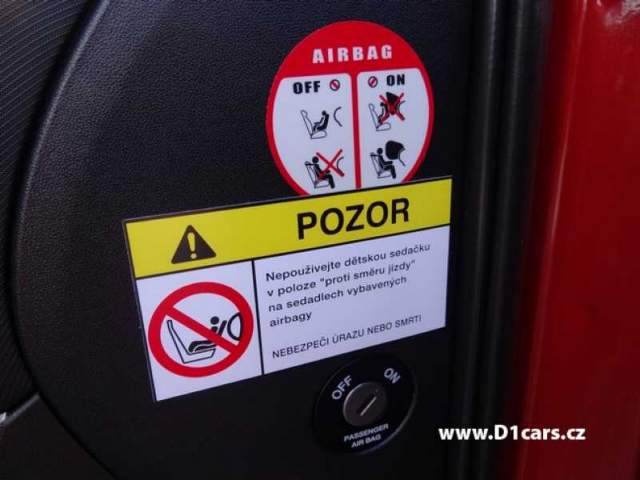 AIRBAG
OFF ON
POZOR
Nepoužívejte dětskou sedačku
v poloze "proti směru jízdy"
na sedadlech vybavených
airbagy
NEBEZPEČI ÚRAZU NEBO SMRTI
OFF ON
PASSENGER
AIR BAG
www.D1cars.cz